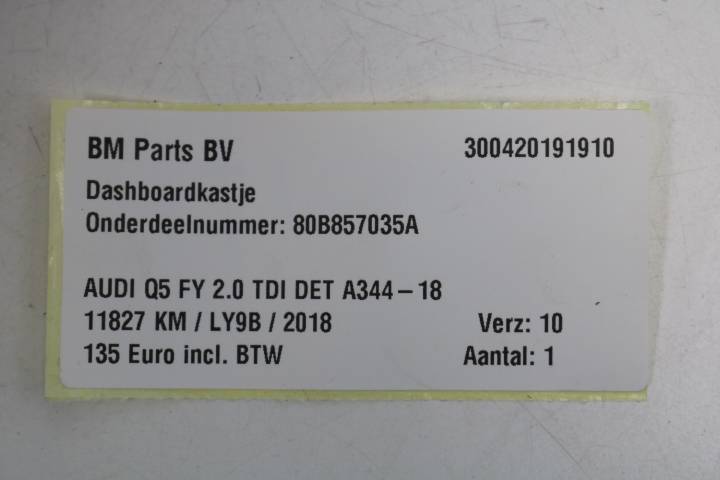 BM Parts BV 300420191910
Dashboardkastje
Onderdeelnummer: 80B857035A
AUDI Q5 FY 2.0 TDI DET A344-18
11827 KM / LY9B / 2018 Verz: 10
135 Euro incl. BTW Aantal: 1